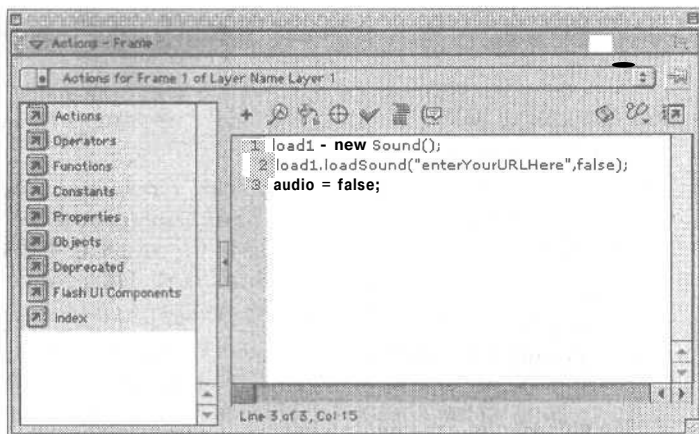 Actions - Frame
Actions for Frame 1 of Layer Name Layer 1
Actions
Operators
Functions
Constants
Properties
Objects
Deprecated
Flash UI Components
Index
1 load1 - new Sound();
2 load1.loadSound("enterYourURLHere",false);
3 audio = false;
Line 3 of 3, Col 15